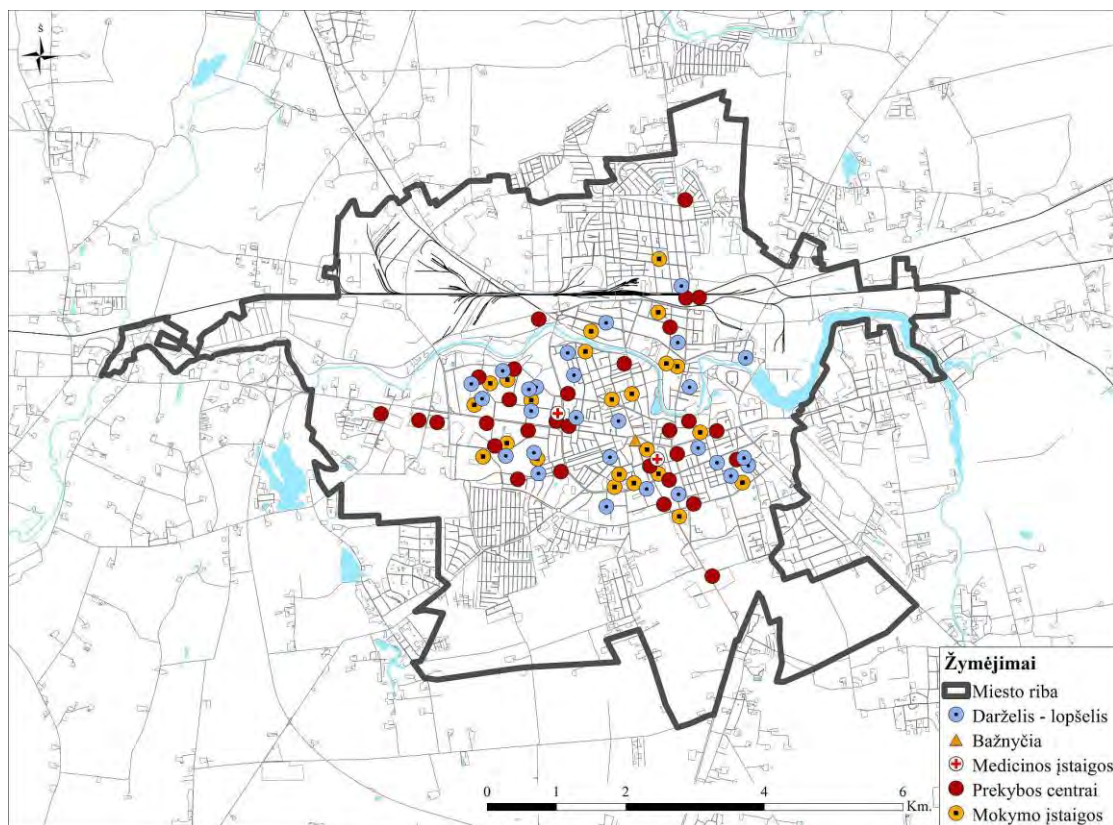 š
Žymėjimai
Miesto riba
Darželis - lopšelis
Bažnyčia
Medicinos įstaigos
Prekybos centrai
Mokymo įstaigos
0 1 2 4 6
Km.